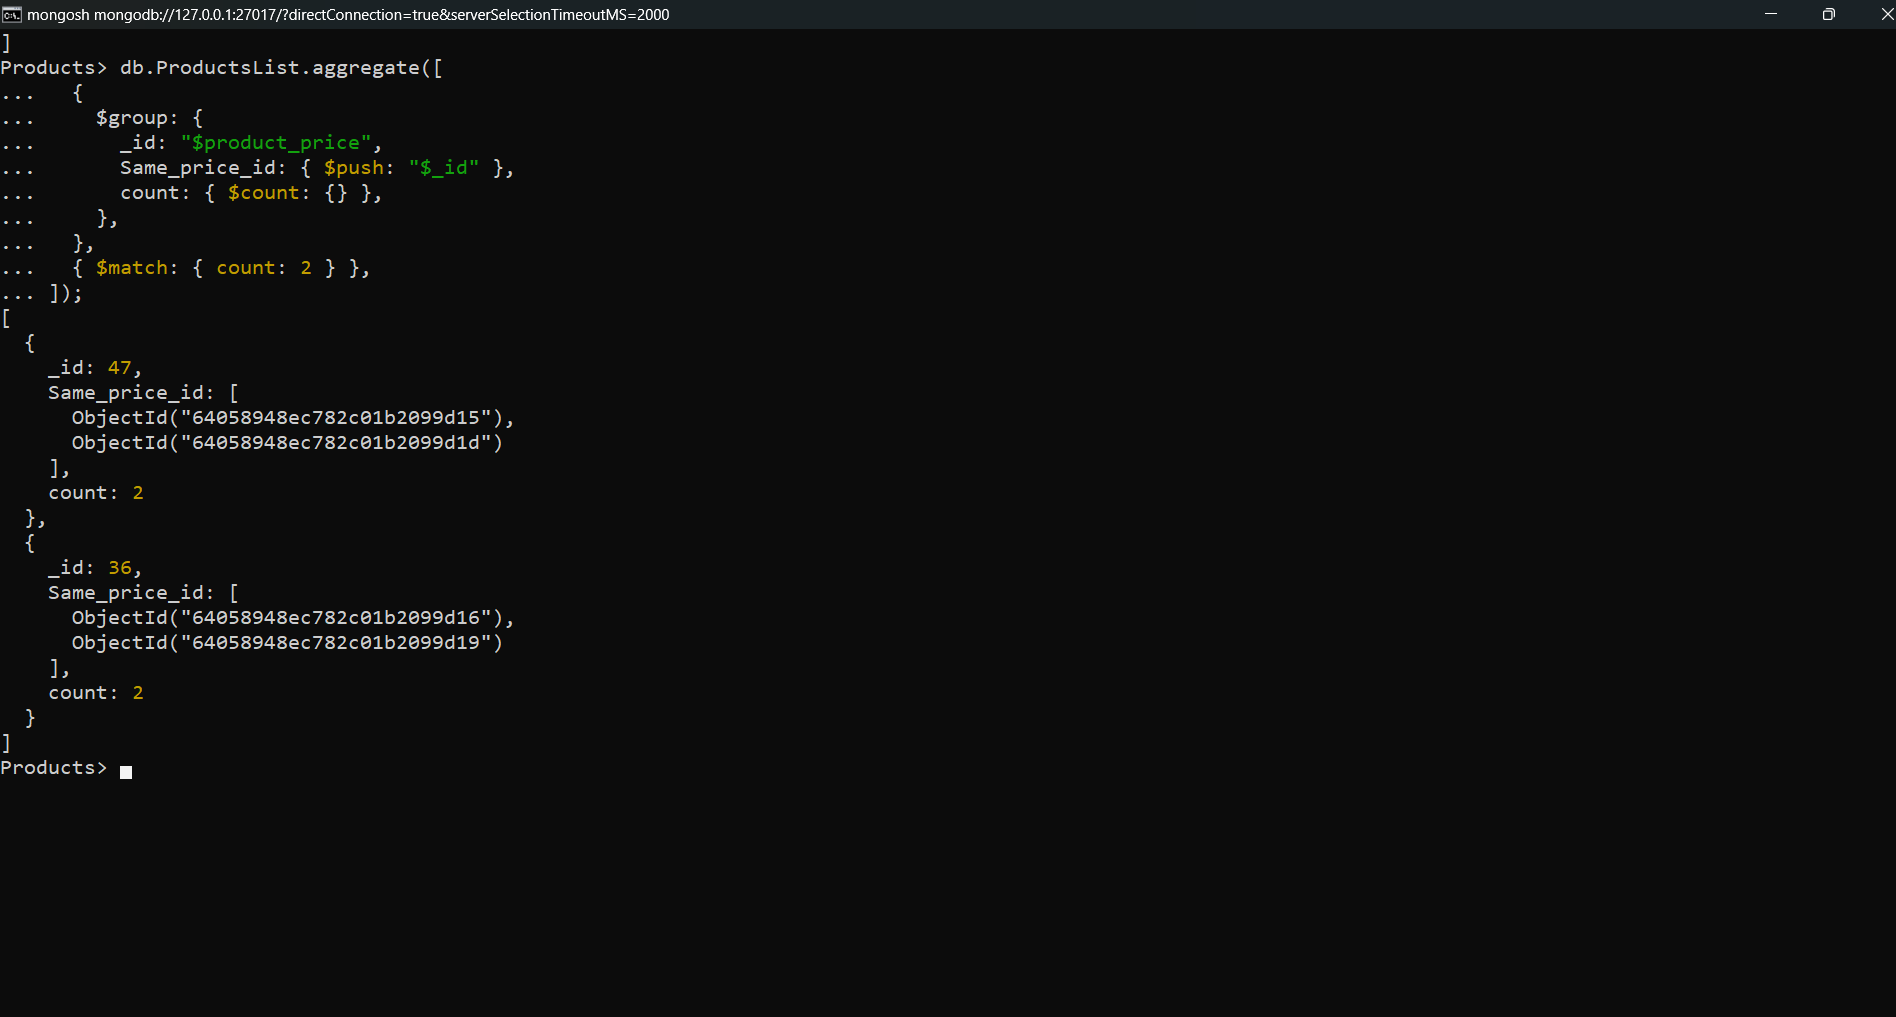 mongosh mongodb://127.0.0.1:27017/?directConnection=true&serverSelectionTimeoutMS=2000
]
Products> db.ProductsList.aggregate([
...   {
...     $group: {
...       _id: "$product_price",
...       Same_price_id: { $push: "$_id" },
...       count: { $count: {} },
...     },
...   },
...   { $match: { count: 2 } },
... ]);
[
  {
    _id: 47,
    Same_price_id: [
      ObjectId("64058948ec782c01b2099d15"),
      ObjectId("64058948ec782c01b2099d1d")
    ],
    count: 2
  },
  {
    _id: 36,
    Same_price_id: [
      ObjectId("64058948ec782c01b2099d16"),
      ObjectId("64058948ec782c01b2099d19")
    ],
    count: 2
  }
]
Products>